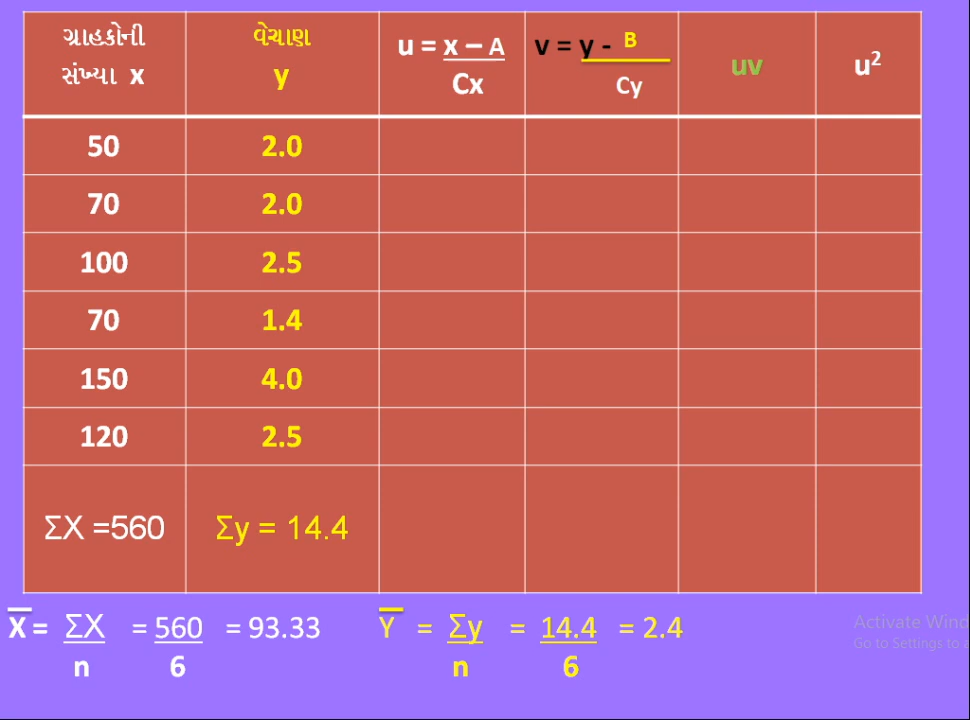 ગ્રાહકોની સંખ્યા x | વેચાણ y | u = x – A / Cx | v = y - B / Cy | uv | u²
50 | 2.0
70 | 2.0
100 | 2.5
70 | 1.4
150 | 4.0
120 | 2.5
ΣX =560 | Σy = 14.4
X̅ = ΣX / n = 560 / 6 = 93.33
Y̅ = Σy / n = 14.4 / 6 = 2.4
Activate Wind
Go to Settings to a